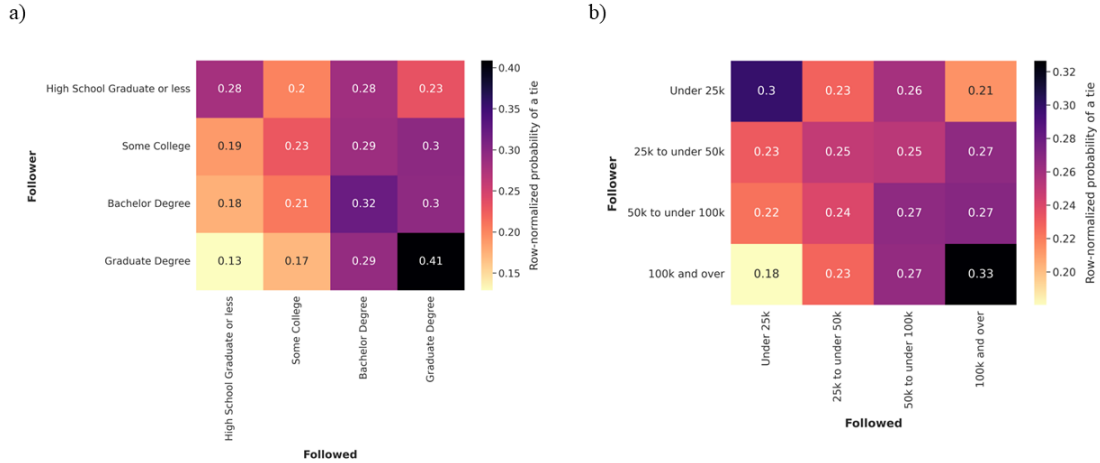 a)
High School Graduate or less 0.28 0.2 0.28 0.23
Some College 0.19 0.23 0.29 0.3
Bachelor Degree 0.18 0.21 0.32 0.3
Graduate Degree 0.13 0.17 0.29 0.41
Follower
High School Graduate or less
Some College
Bachelor Degree
Graduate Degree
Followed
0.40
0.35
0.30
0.25
0.20
0.15
Row-normalized probability of a tie
b)
Under 25k 0.3 0.23 0.26 0.21
25k to under 50k 0.23 0.25 0.25 0.27
50k to under 100k 0.22 0.24 0.27 0.27
100k and over 0.18 0.23 0.27 0.33
Follower
Under 25k
25k to under 50k
50k to under 100k
100k and over
Followed
0.32
0.30
0.28
0.26
0.24
0.22
0.20
Row-normalized probability of a tie